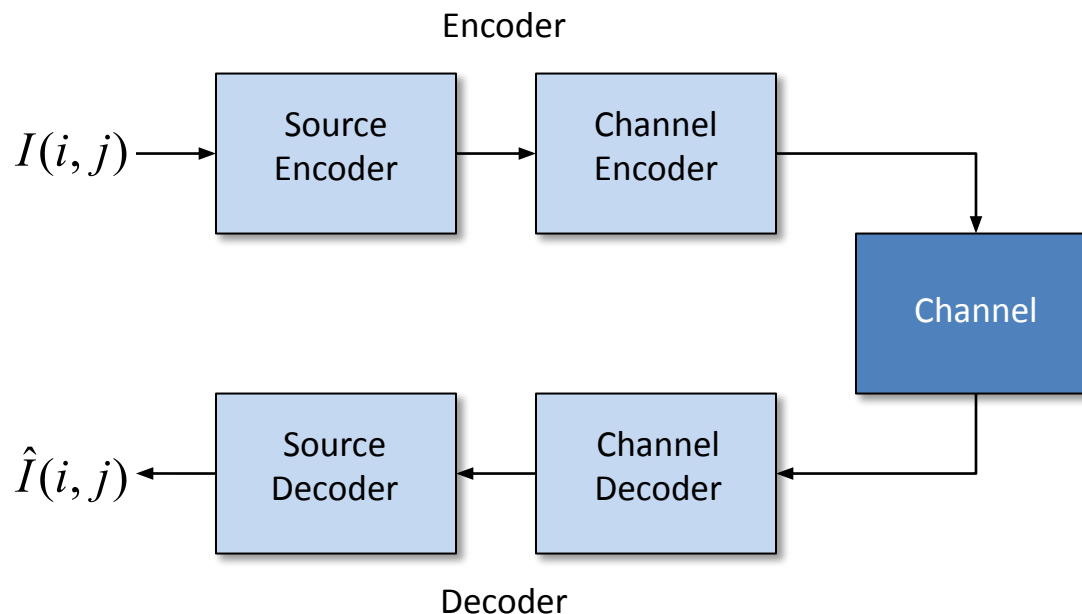 Encoder
I(i, j)
Source
Encoder
Channel
Encoder
Channel
Î(i, j)
Source
Decoder
Channel
Decoder
Decoder